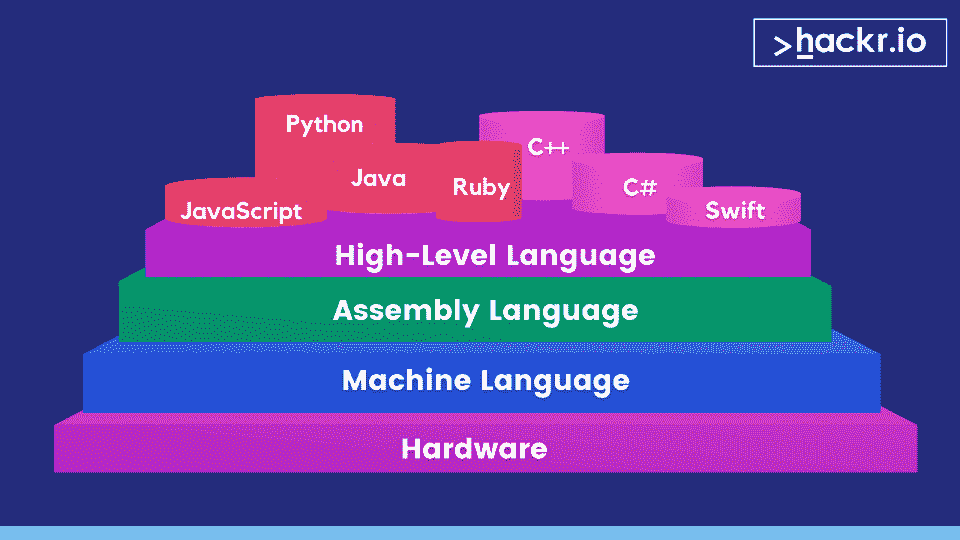 >hackr.io
Python
C++
Java
Ruby
C#
JavaScript
Swift
High-Level Language
Assembly Language
Machine Language
Hardware